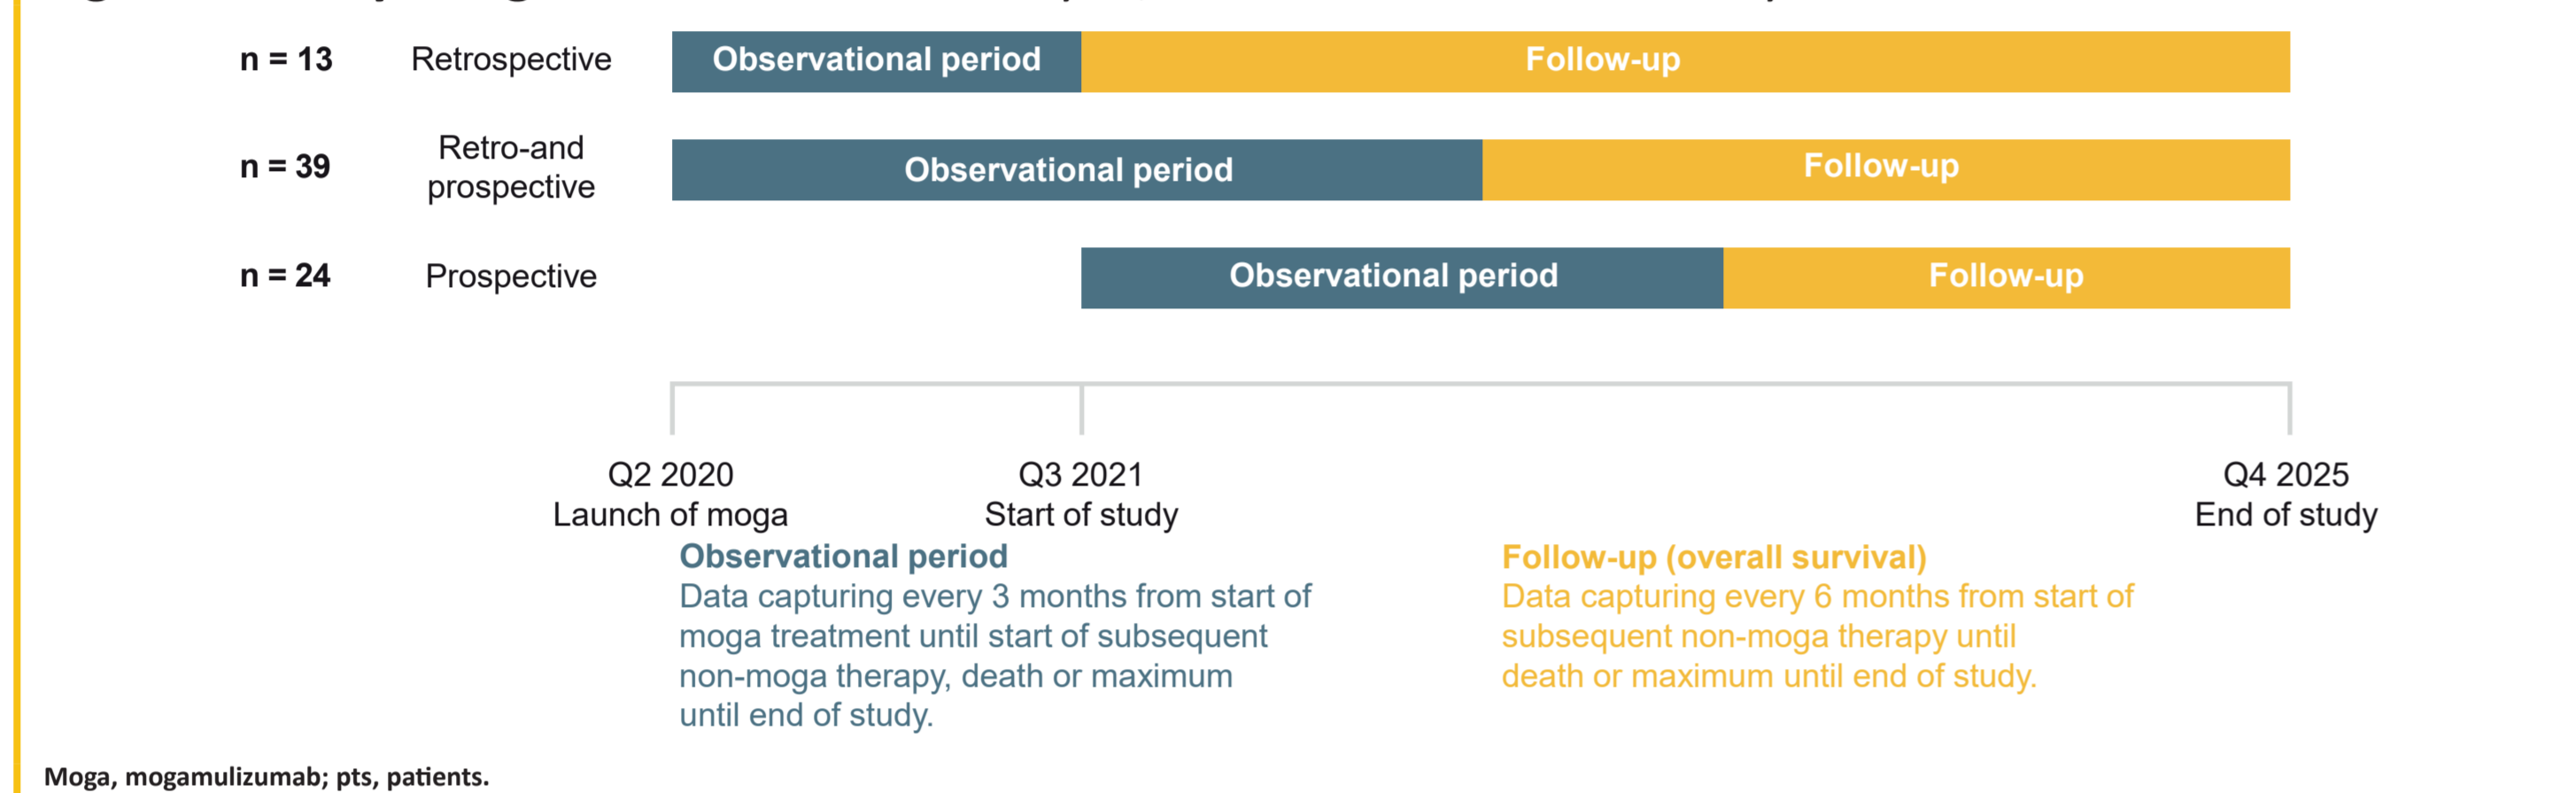 n = 13 Retrospective Observational period Follow-up
n = 39 Retro-and prospective Observational period Follow-up
n = 24 Prospective Observational period Follow-up
Q2 2020 Q3 2021 Q4 2025
Launch of moga Start of study End of study
Observational period
Data capturing every 3 months from start of
moga treatment until start of subsequent
non-moga therapy, death or maximum
until end of study.
Follow-up (overall survival)
Data capturing every 6 months from start of
subsequent non-moga therapy until
death or maximum until end of study.
Moga, mogamulizumab; pts, patients.